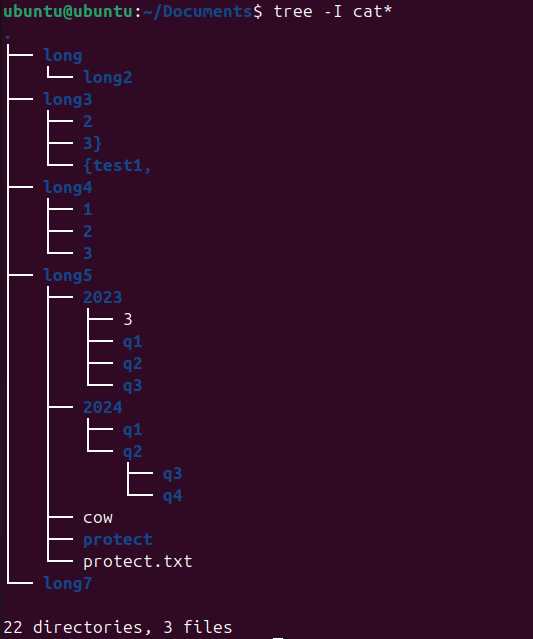 ubuntu@ubuntu:~/Documents$ tree -I cat*
.
├── long
│   └── long2
├── long3
│   ├── 2
│   ├── 3}
│   └── {test1,
├── long4
│   ├── 1
│   ├── 2
│   └── 3
├── long5
│   ├── 2023
│   │   ├── 3
│   │   ├── q1
│   │   ├── q2
│   │   └── q3
│   ├── 2024
│   │   ├── q1
│   │   └── q2
│   │       ├── q3
│   │       └── q4
│   ├── cow
│   ├── protect
│   └── protect.txt
└── long7

22 directories, 3 files